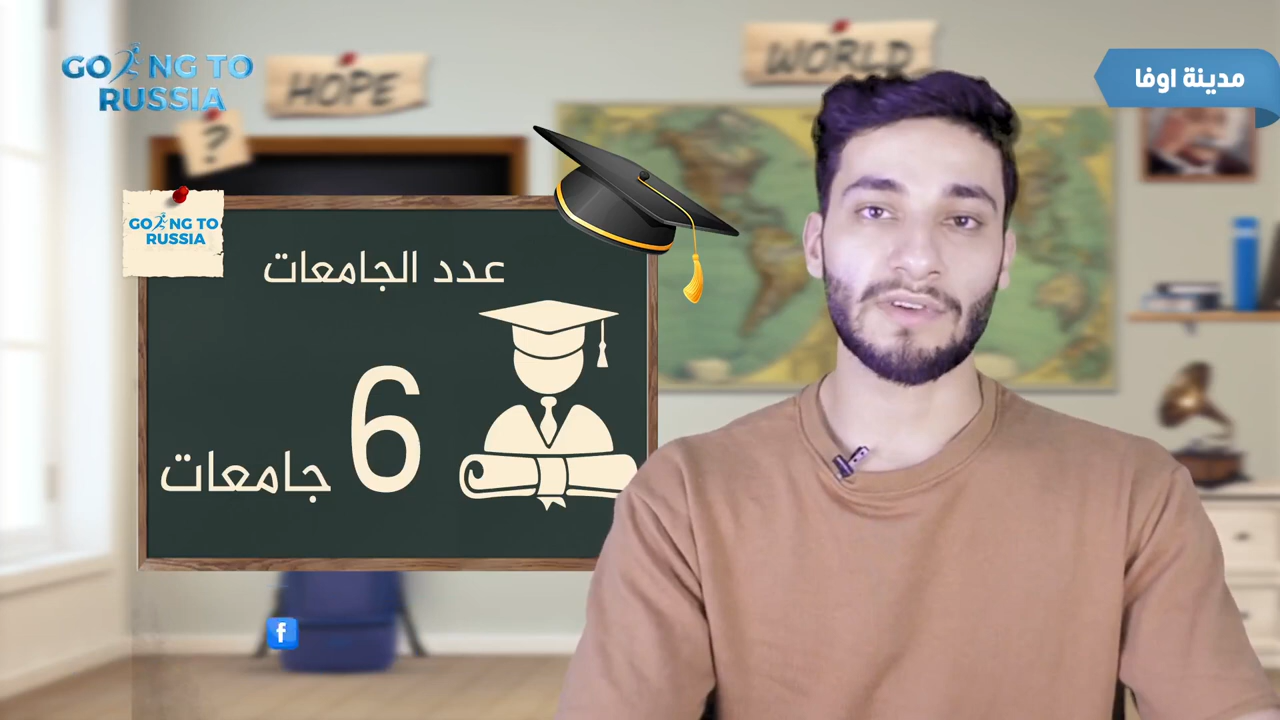 GOING TO
RUSSIA
HOPE
WORLD
مدينة اوفا
?
GOING TO
RUSSIA
عدد الجامعات
6 جامعات
f